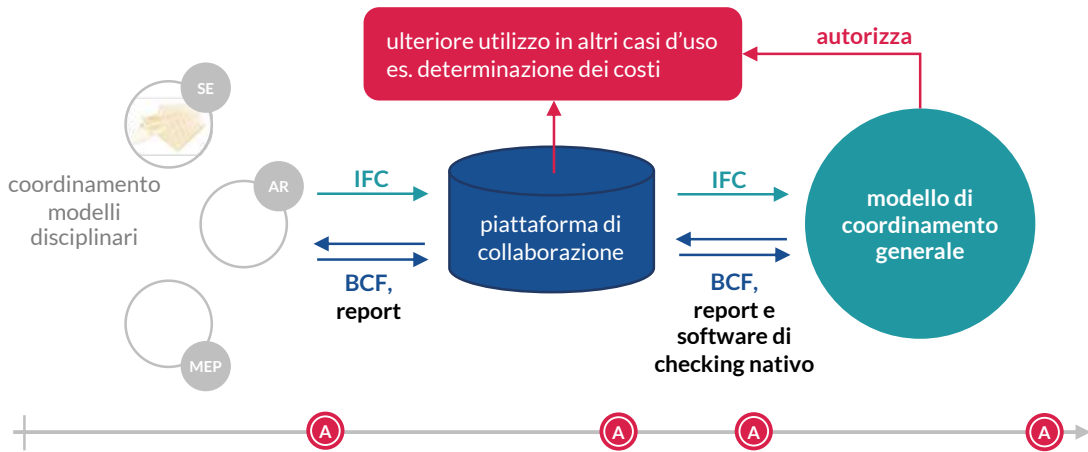 ulteriore utilizzo in altri casi d'uso
es. determinazione dei costi
autorizza
SE
AR
MEP
coordinamento
modelli
disciplinari
IFC
BCF,
report
piattaforma di
collaborazione
IFC
BCF,
report e
software di
checking nativo
modello di
coordinamento
generale
A
A
A
A